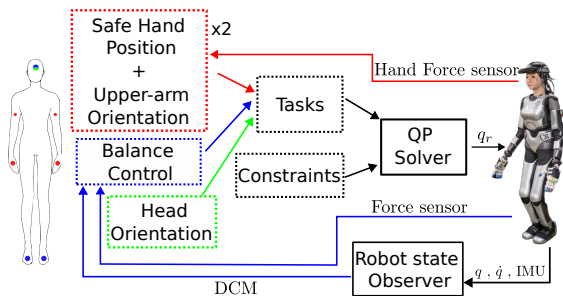 Safe Hand
Position
+
Upper-arm
Orientation
x2
Hand Force sensor
Tasks
QP
Solver
q_r
Balance
Control
Constraints
Head
Orientation
Force sensor
Robot state
Observer
q , q̇ , IMU
DCM